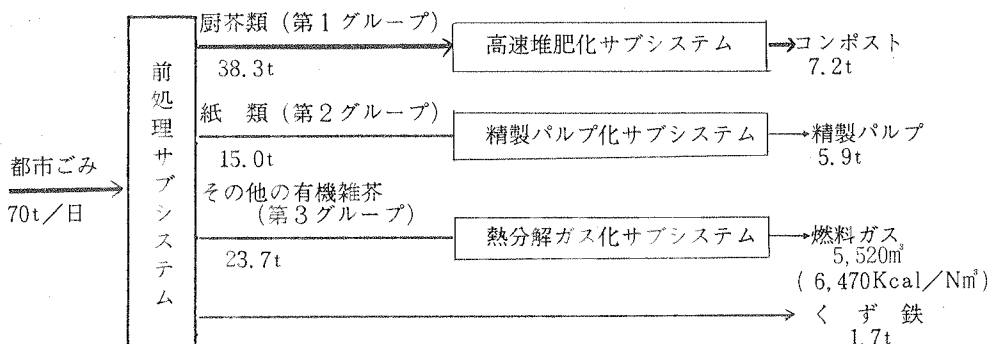 都市ごみ
70t/日
前処理サブシステム
厨芥類(第1グループ)
38.3t
高速堆肥化サブシステム
コンポスト
7.2t
紙 類(第2グループ)
15.0t
精製パルプ化サブシステム
精製パルプ
5.9t
その他の有機雑芥
(第3グループ)
23.7t
熱分解ガス化サブシステム
燃料ガス
5,520㎥
(6,470Kcal/N㎥)
く ず 鉄
1.7t